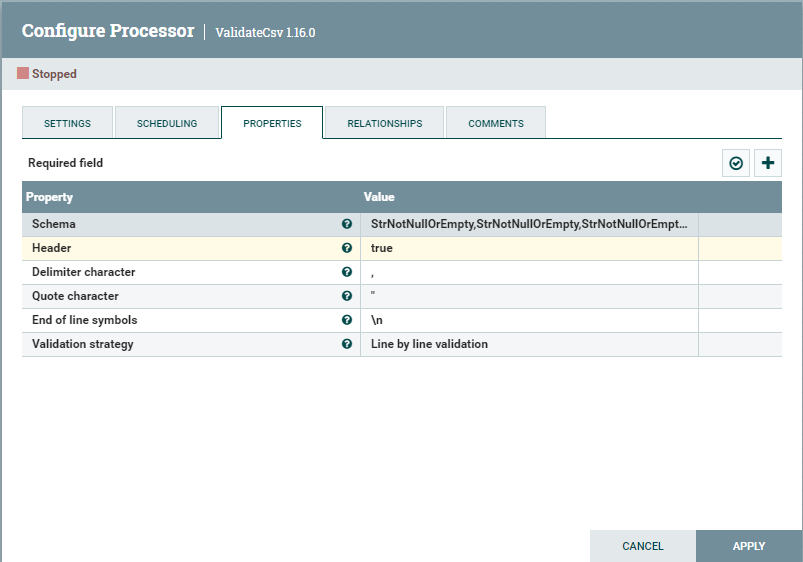 Configure Processor | ValidateCsv 1.16.0
Stopped
SETTINGS SCHEDULING PROPERTIES RELATIONSHIPS COMMENTS
Required field
Property Value
Schema StrNotNullOrEmpty,StrNotNullOrEmpty,StrNotNullOrEmpt...
Header true
Delimiter character ,
Quote character "
End of line symbols \n
Validation strategy Line by line validation
CANCEL APPLY